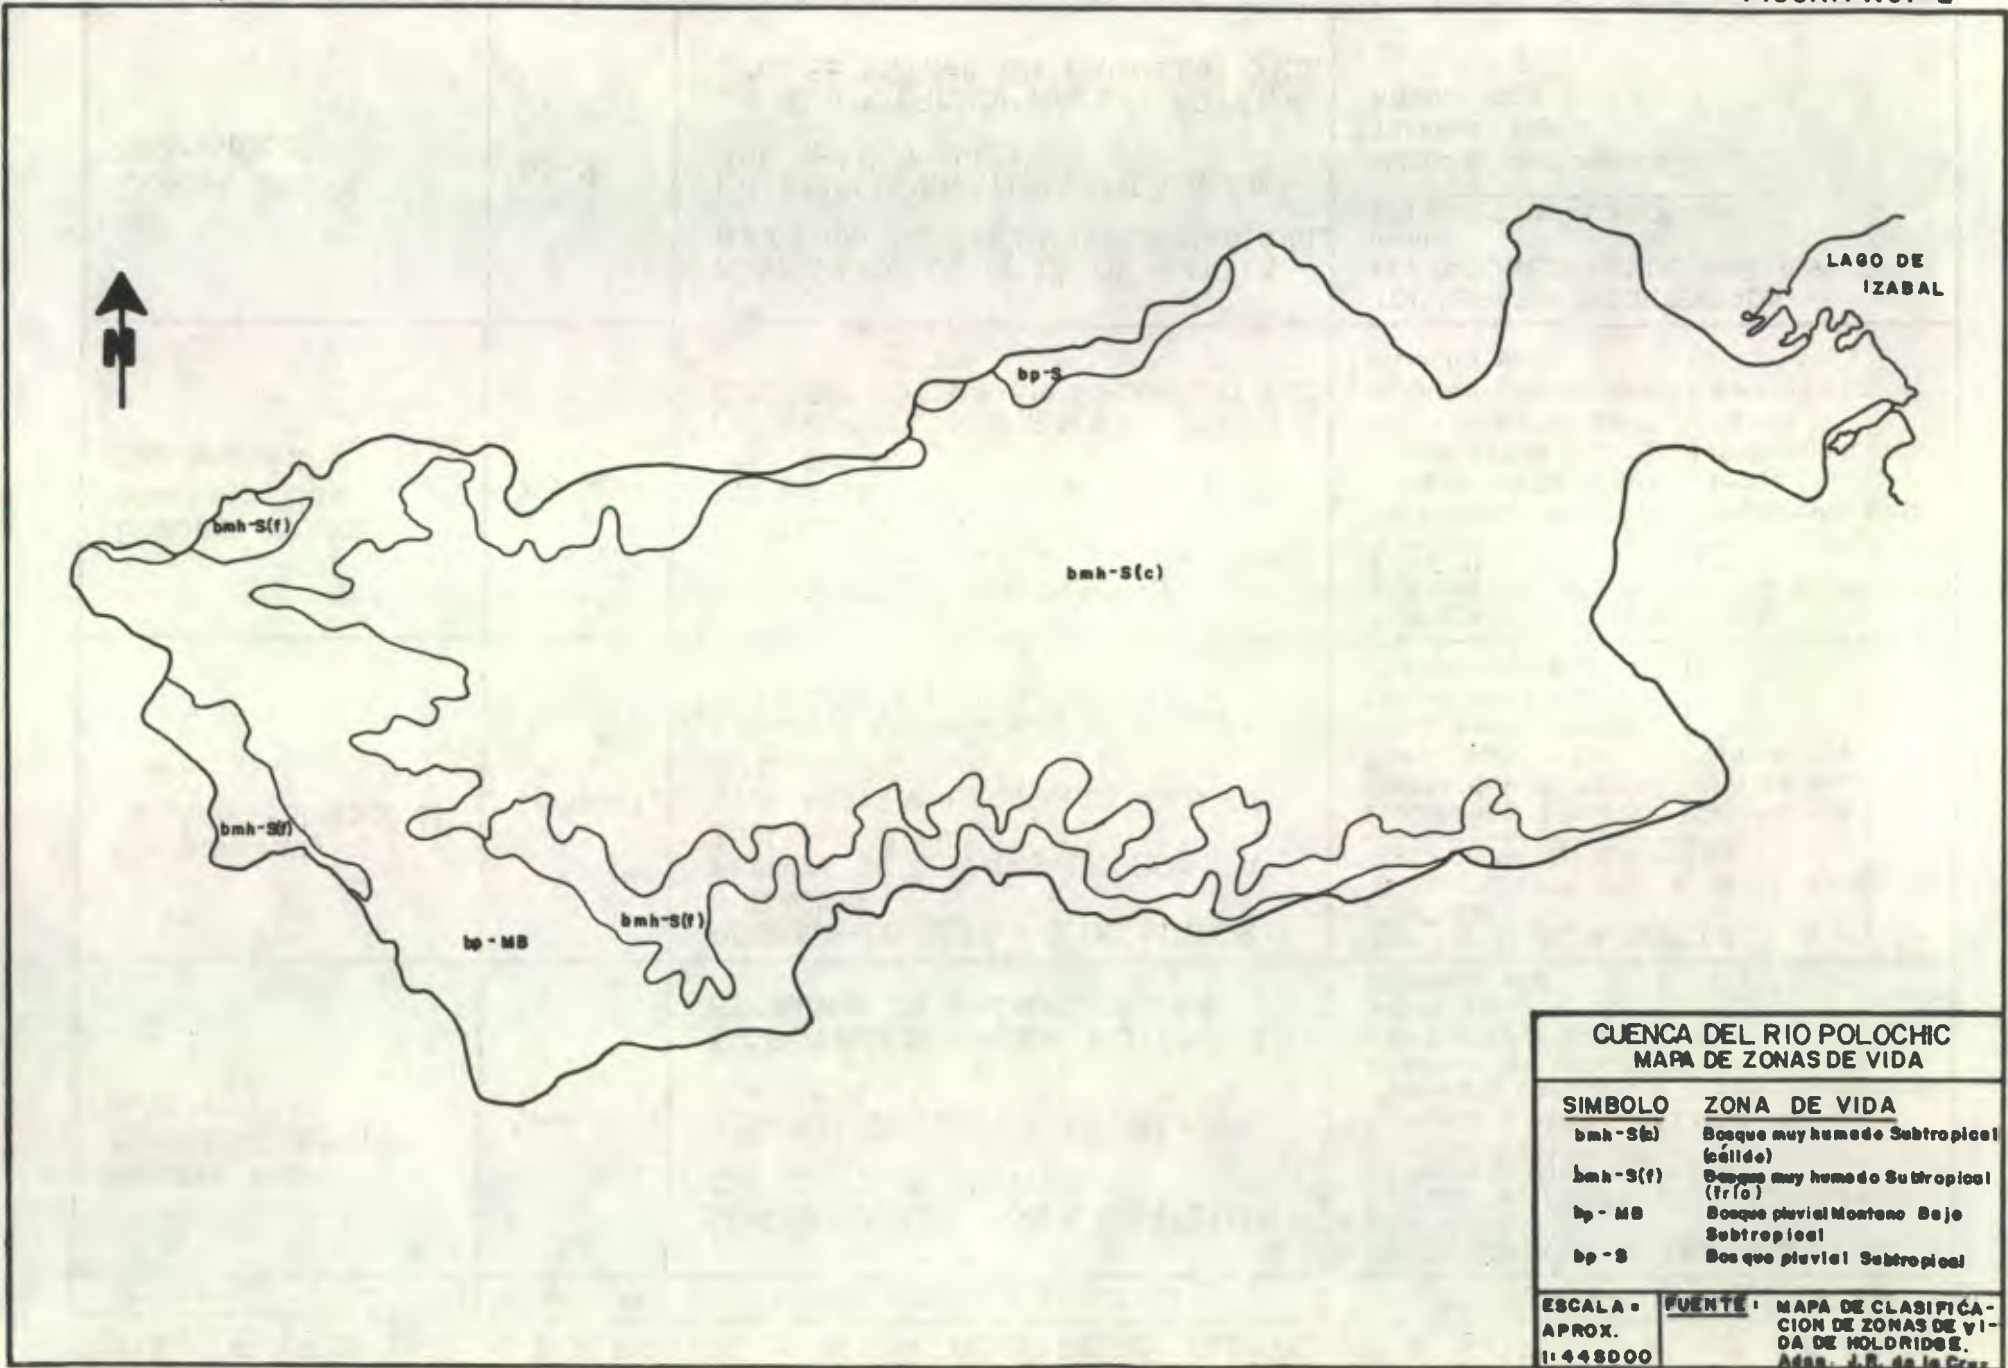 LAGO DE
IZABAL
N
bp-S
bmh-S(f)
bmh-S(c)
bmh-S(f)
bmh-S(f)
bp - MB
CUENCA DEL RIO POLOCHIC
MAPA DE ZONAS DE VIDA
SIMBOLO ZONA DE VIDA
bmh-S(c) Bosque muy humedo Subtropical
(cálido)
bmh-S(f) Bosque muy humedo Subtropical
(frío)
bp - MB Bosque pluvial Montano Bajo
Subtropical
bp - S Bosque pluvial Subtropical
ESCALA:
APROX.
FUENTE: MAPA DE CLASIFICA-
CION DE ZONAS DE VI-
DA DE HOLDRIDGE.